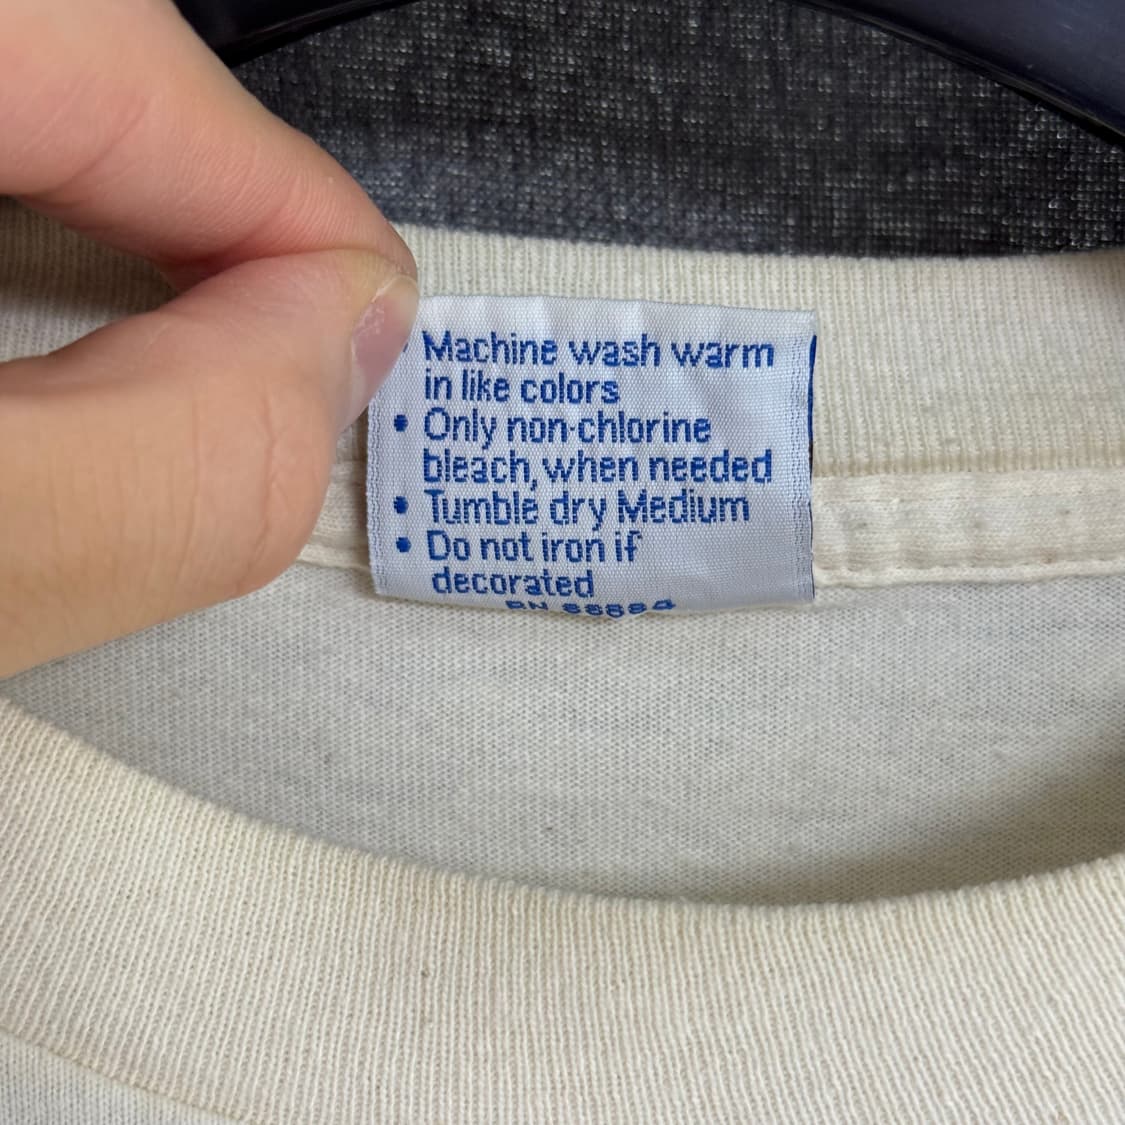 Machine wash warm
in like colors
• Only non-chlorine
bleach, when needed
• Tumble dry Medium
• Do not iron if
decorated
RN